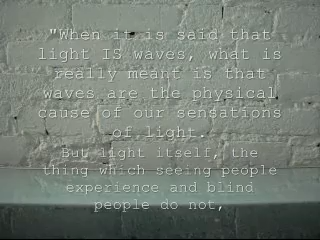 "When it is said that
light IS waves, what is
really meant is that
waves are the physical
cause of our sensations
of light.
But light itself, the
thing which seeing people
experience and blind
people do not,